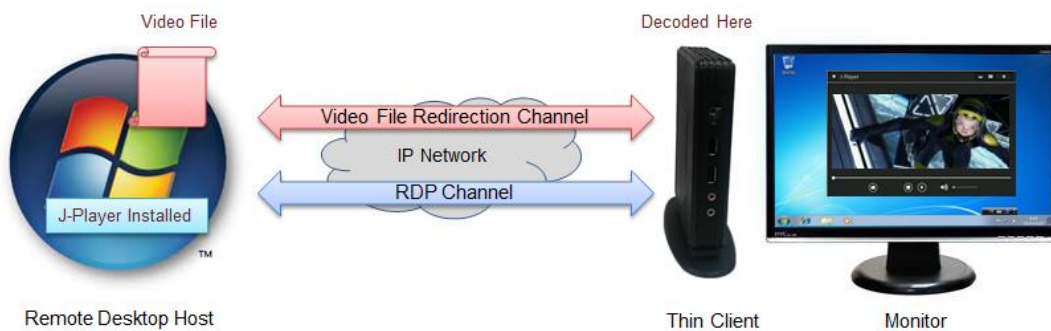 Video File
Decoded Here
J-Player
Video File Redirection Channel
IP Network
RDP Channel
J-Player Installed
TM
Remote Desktop Host
Thin Client
Monitor